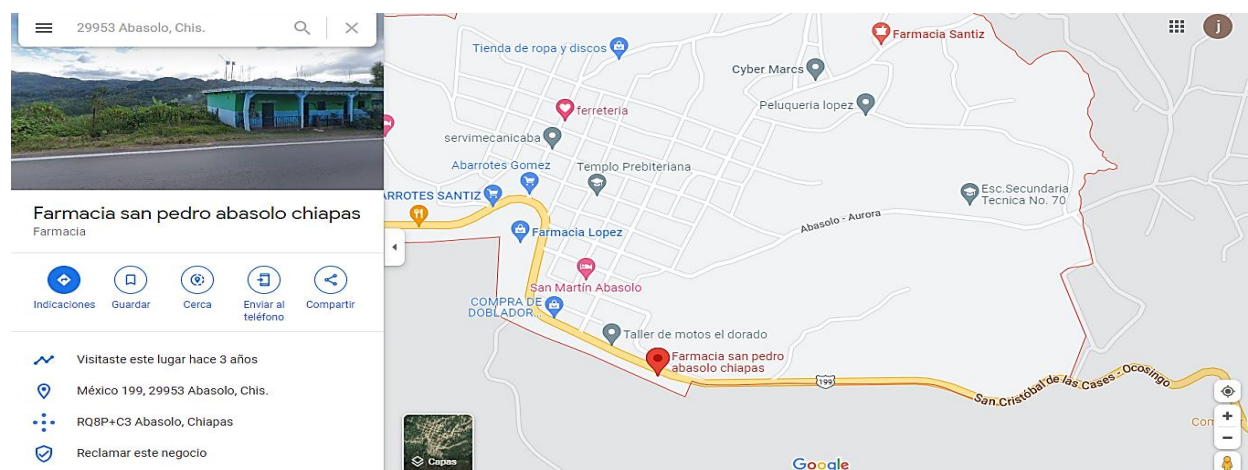 29953 Abasolo, Chis.
Farmacia san pedro abasolo chiapas
Farmacia
Indicaciones
Guardar
Cerca
Enviar al
teléfono
Compartir
Visitaste este lugar hace 3 años
México 199, 29953 Abasolo, Chis.
RQ8P+C3 Abasolo, Chiapas
Reclamar este negocio
j
Farmacia Santiz
Tienda de ropa y discos
Cyber Marcs
Peluqueria lopez
ferreteria
servimecanicaba
Abarrotes Gomez
Templo Prebiteriana
RROTES SANTIZ
Esc.Secundaria
Tecnica No. 70
Abasolo - Aurora
Farmacia Lopez
San Martín Abasolo
COMPRA DE
DOBLADOR...
Taller de motos el dorado
Farmacia san pedro
abasolo chiapas
199
San Cristóbal de las Cases - Ocosingo
Com
Capas
Google
+
−